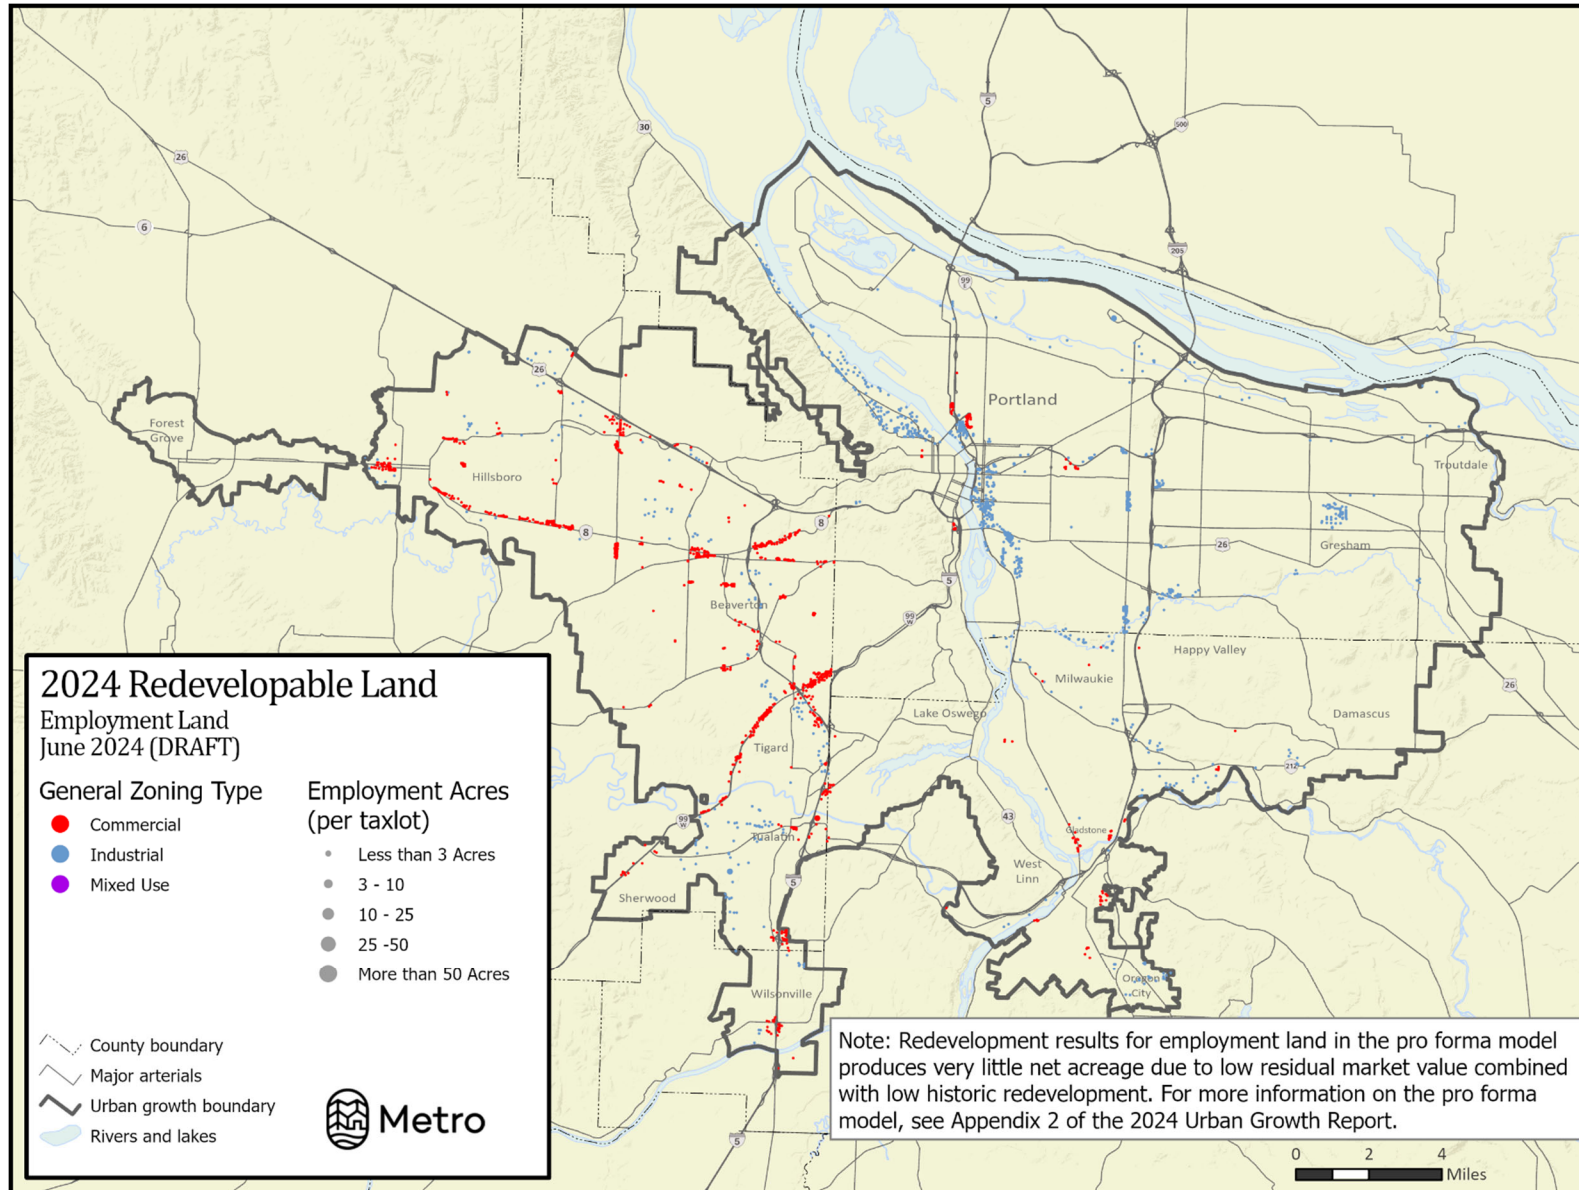 30
5
500
26
6
205
99
E
26
Portland
Forest
Grove
Troutdale
Hillsboro
8
8
26
Gresham
5
Beaverton
99
W
Happy Valley
Milwaukie
26
Lake Oswego
Damascus
Tigard
212
99
W
43
Gladstone
Tualatin
West
Linn
5
Sherwood
Oregon
City
Wilsonville
5
2024 Redevelopable Land
Employment Land
June 2024 (DRAFT)
General Zoning Type
Commercial
Industrial
Mixed Use
Employment Acres
(per taxlot)
Less than 3 Acres
3 - 10
10 - 25
25 -50
More than 50 Acres
County boundary
Major arterials
Urban growth boundary
Rivers and lakes
Metro
Note: Redevelopment results for employment land in the pro forma model
produces very little net acreage due to low residual market value combined
with low historic redevelopment. For more information on the pro forma
model, see Appendix 2 of the 2024 Urban Growth Report.
0 2 4
Miles